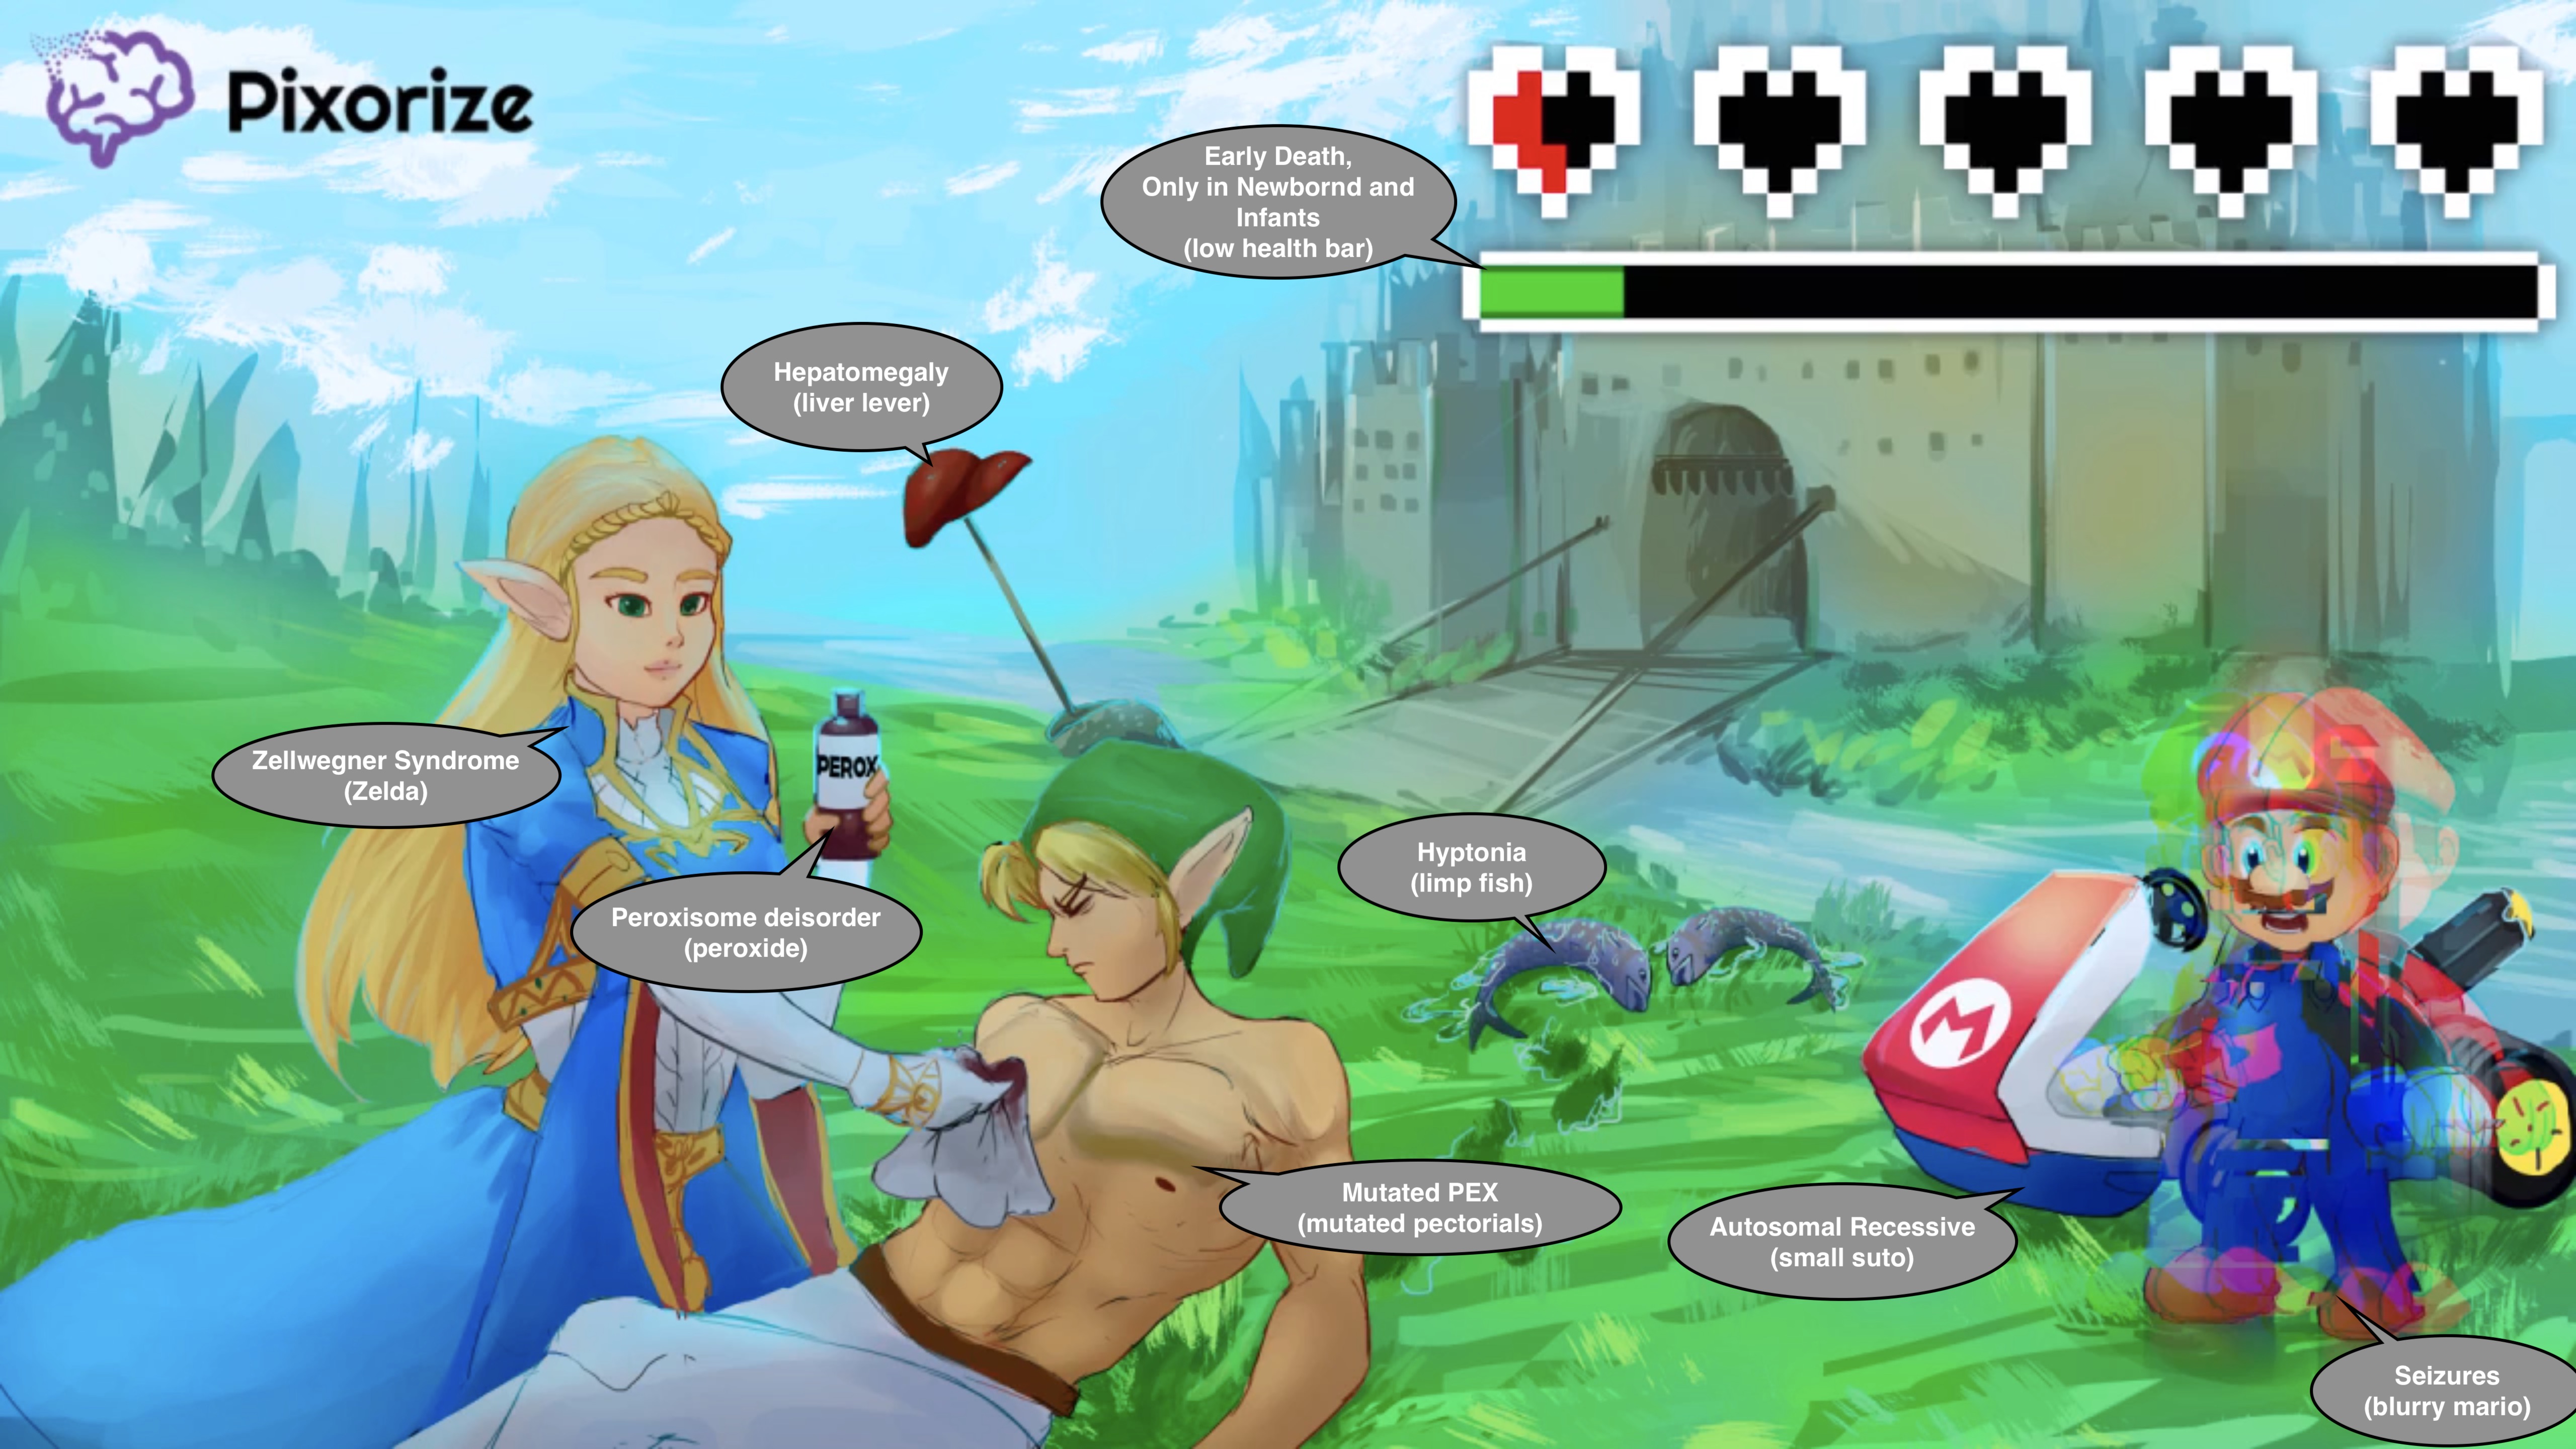 Pixorize
Early Death,
Only in Newbornd and
Infants
(low health bar)
Hepatomegaly
(liver lever)
Zellwegner Syndrome
(Zelda)
PEROX
Peroxisome deisorder
(peroxide)
Hyptonia
(limp fish)
M
Mutated PEX
(mutated pectorials)
Autosomal Recessive
(small suto)
Seizures
(blurry mario)